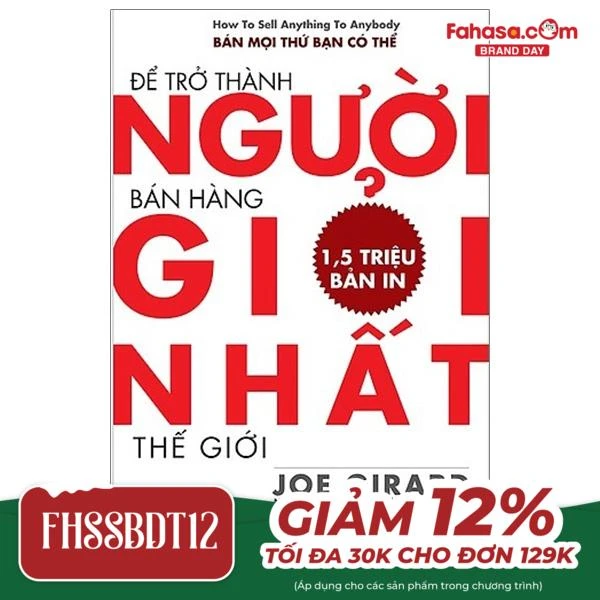 How To Sell Anything To Anybody
BÁN MỌI THỨ BẠN CÓ THỂ
Fahasa.com
BRAND DAY
ĐỂ TRỞ THÀNH
NGƯỜI
BÁN HÀNG
GIỎI
1,5 TRIỆU
BẢN IN
NHẤT
THẾ GIỚI
JOE GIRARD
FHSSBDT12
GIẢM 12%
TỐI ĐA 30K CHO ĐƠN 129K
(Áp dụng cho các sản phẩm trong chương trình)